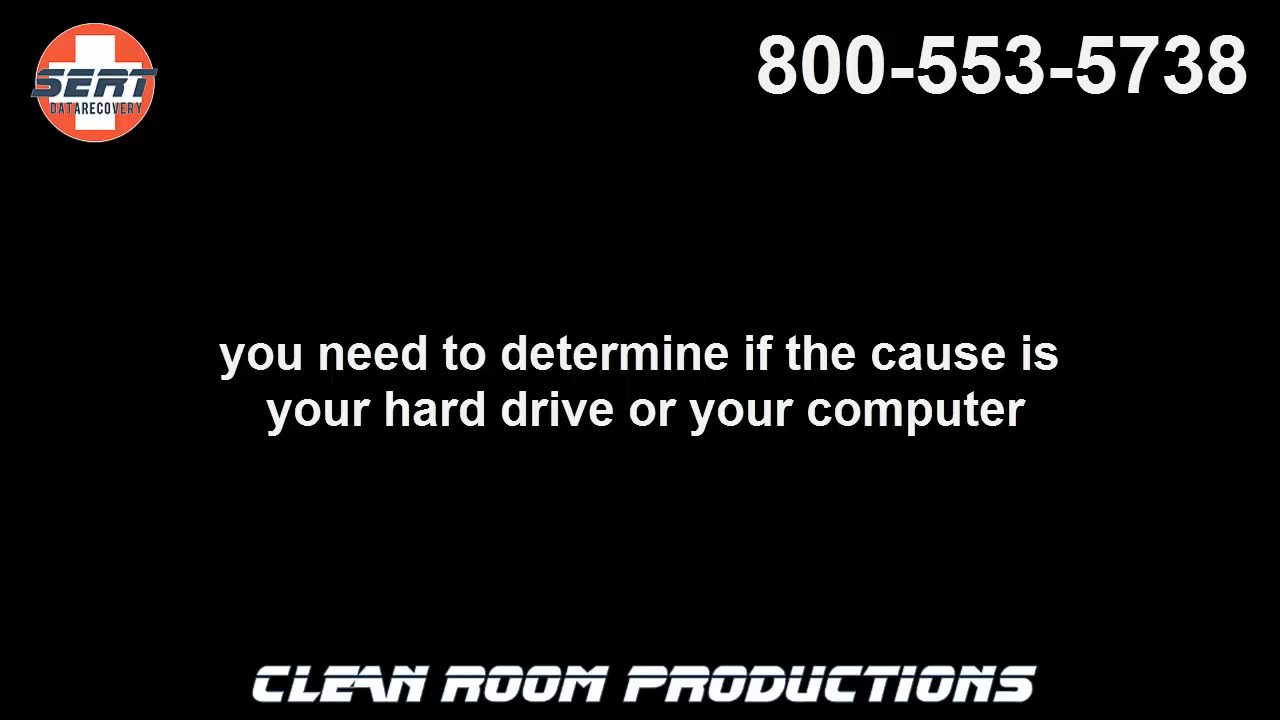 SERT
DATARECOVERY
800-553-5738
you need to determine if the cause is
your hard drive or your computer
CLEAN ROOM PRODUCTIONS